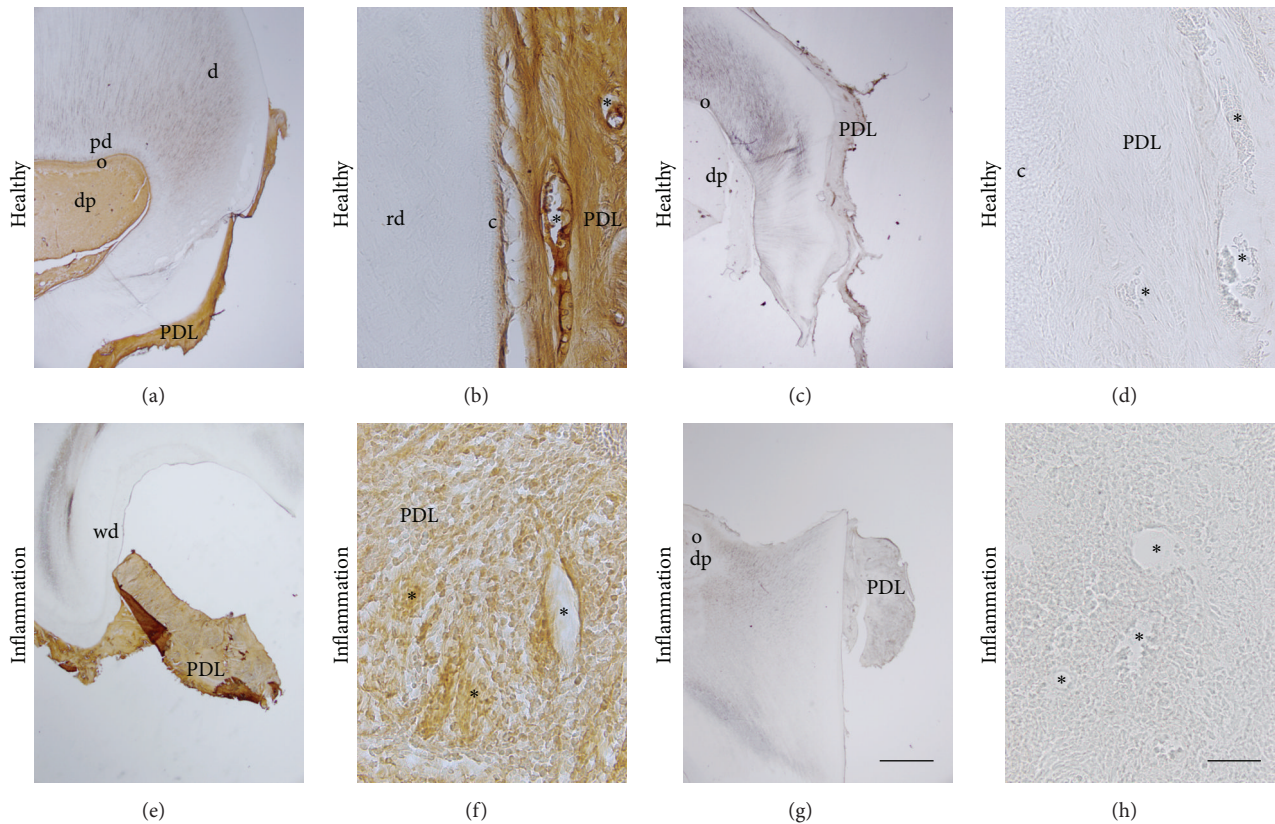 Healthy
d
pd
o
dp
PDL
(a)
Healthy
rd
c
*
*
PDL
(b)
Healthy
o
dp
PDL
(c)
Healthy
c
PDL
*
*
*
(d)
Inflammation
wd
PDL
(e)
Inflammation
PDL
*
*
*
(f)
Inflammation
o
dp
PDL
(g)
Inflammation
*
*
*
(h)